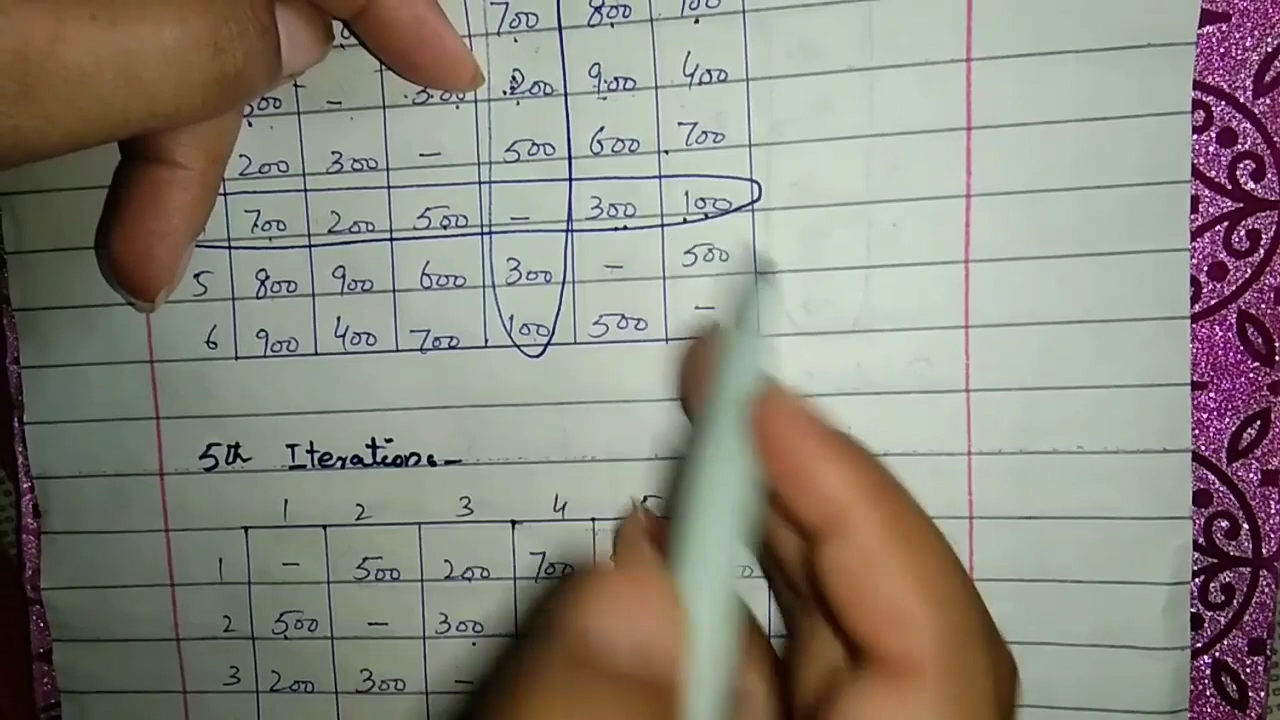 700 800 100
300 - 300 200 900 400
200 300 - 500 600 700
700 200 500 - 300 100
5 800 900 600 300 - 500
6 900 400 700 100 500 -
5th Iteration:-
1 2 3 4 5
1 - 500 200 700
2 500 - 300
3 200 300 -